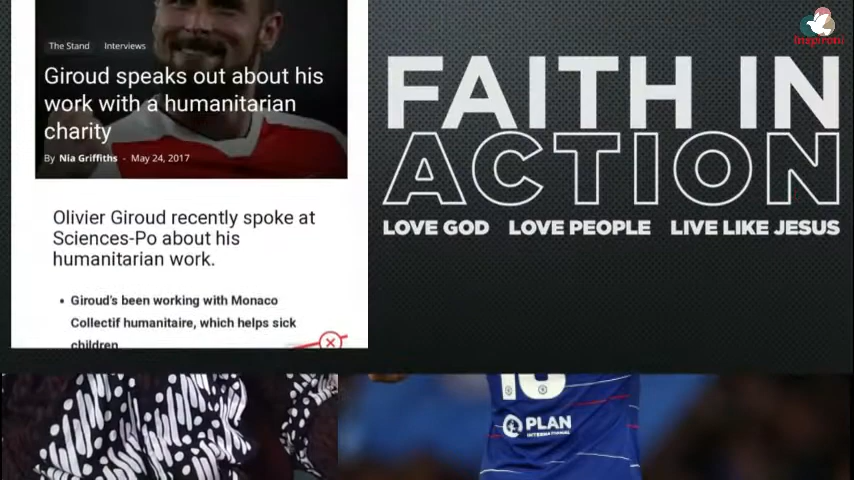 The Stand Interviews
Giroud speaks out about his
work with a humanitarian
charity
By Nia Griffiths - May 24, 2017
Olivier Giroud recently spoke at
Sciences-Po about his
humanitarian work.
• Giroud's been working with Monaco
Collectif humanitaire, which helps sick
children
inspirow
FAITH IN
ACTION
LOVE GOD LOVE PEOPLE LIVE LIKE JESUS
18
PLAN
INTERNATIONAL